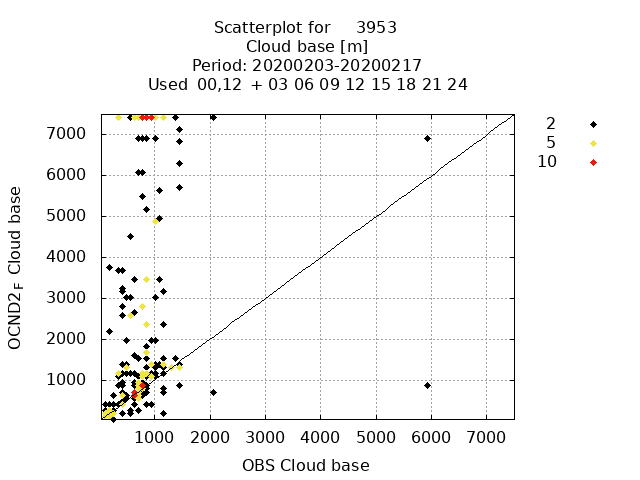 Scatterplot for 3953
Cloud base [m]
Period: 20200203-20200217
Used 00,12 + 03 06 09 12 15 18 21 24
2
5
10
7000
6000
5000
4000
3000
2000
1000
OCND2_F Cloud base
1000 2000 3000 4000 5000 6000 7000
OBS Cloud base